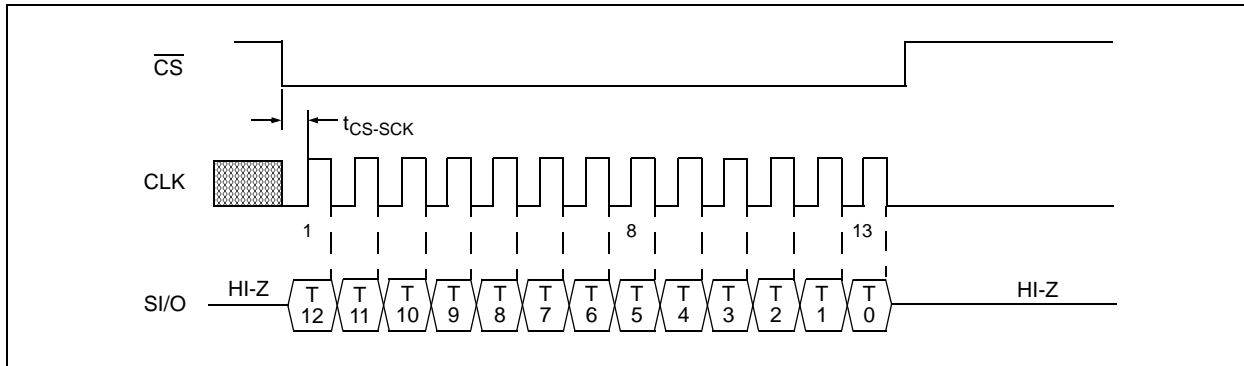 CS
tCS-SCK
CLK
1 8 13
SI/O HI-Z T 12 T 11 T 10 T 9 T 8 T 7 T 6 T 5 T 4 T 3 T 2 T 1 T 0 HI-Z